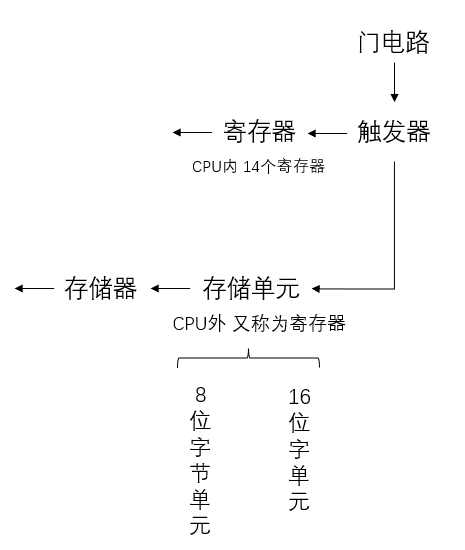 门电路
寄存器
触发器
CPU内 14个寄存器
存储器
存储单元
CPU外 又称为寄存器
8位字节单元
16位字单元